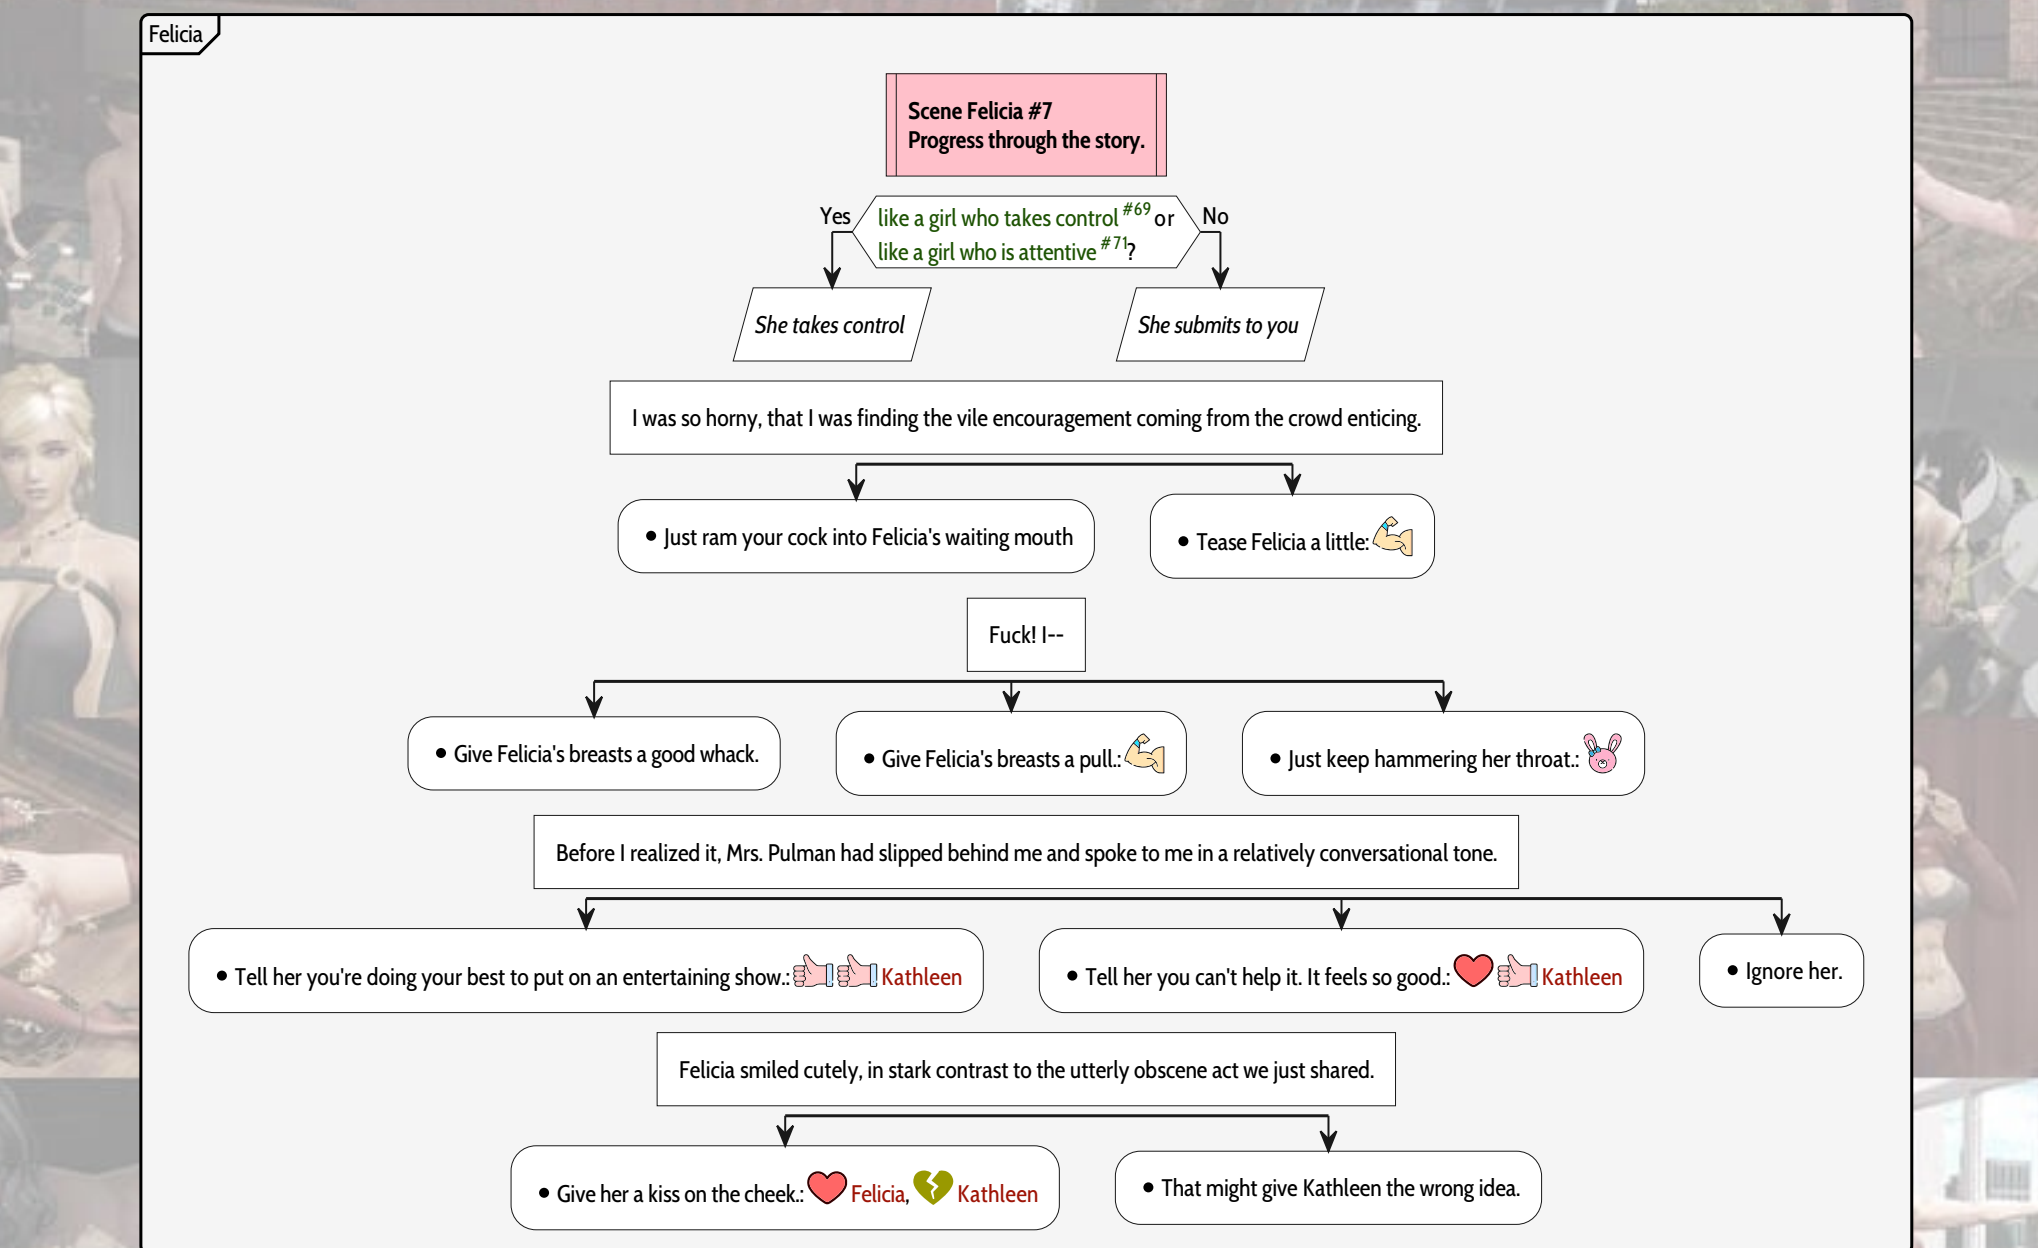 Felicia
Scene Felicia #7
Progress through the story.
Yes
like a girl who takes control #69 or
No
like a girl who is attentive #71?
She takes control
She submits to you
I was so horny, that I was finding the vile encouragement coming from the crowd enticing.
• Just ram your cock into Felicia's waiting mouth
• Tease Felicia a little:
Fuck! I--
• Give Felicia's breasts a good whack.
• Give Felicia's breasts a pull.:
• Just keep hammering her throat.:
Before I realized it, Mrs. Pulman had slipped behind me and spoke to me in a relatively conversational tone.
• Tell her you're doing your best to put on an entertaining show.: Kathleen
• Tell her you can't help it. It feels so good.: Kathleen
• Ignore her.
Felicia smiled cutely, in stark contrast to the utterly obscene act we just shared.
• Give her a kiss on the cheek.: Felicia, Kathleen
• That might give Kathleen the wrong idea.